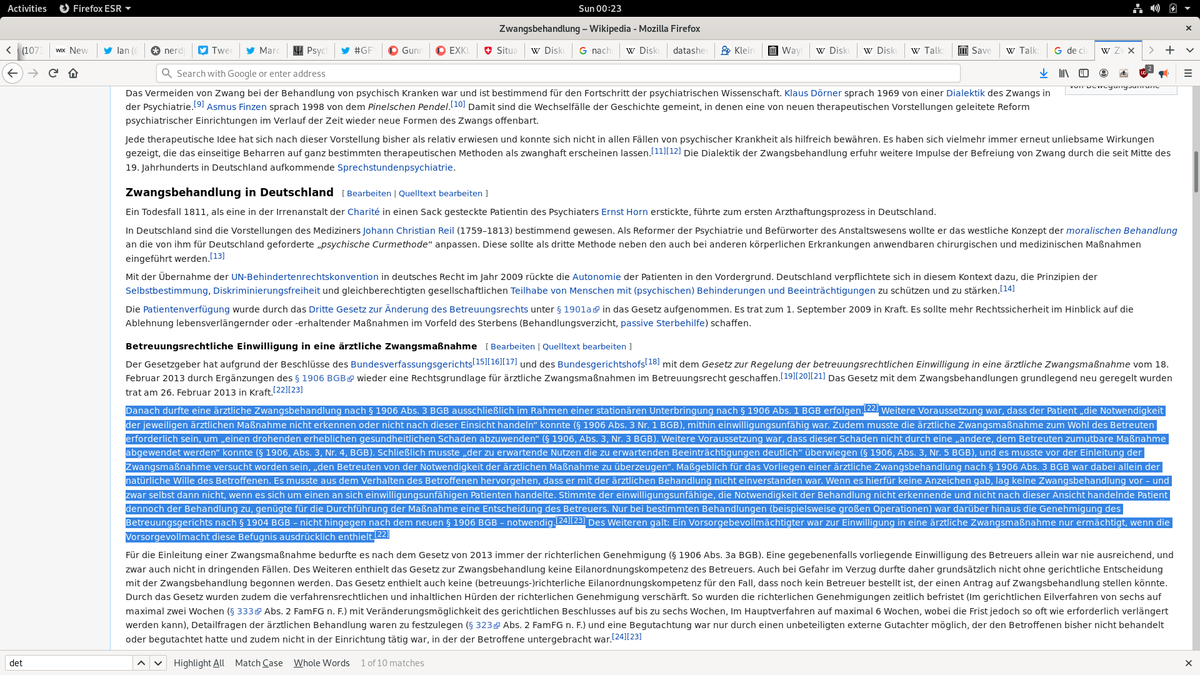 Activities Firefox ESR Sun 00:23
Zwangsbehandlung – Wikipedia - Mozilla Firefox
(107 New Ian ( nerd Twe Marc Psyc #GF Gunn EXKL Situa Disku nach Disku datashe Klein Way Disku Disku Talk: Save Talk: de ci
Search with Google or enter address 2
Das Vermeiden von Zwang bei der Behandlung von psychisch Kranken war und ist bestimmend für den Fortschritt der psychiatrischen Wissenschaft. Klaus Dörner sprach 1969 von einer Dialektik des Zwangs in
der Psychiatrie.[9] Asmus Finzen sprach 1998 von dem Pinelschen Pendel.[10] Damit sind die Wechselfälle der Geschichte gemeint, in denen eine von neuen therapeutischen Vorstellungen geleitete Reform
psychiatrischer Einrichtungen im Verlauf der Zeit wieder neue Formen des Zwangs offenbart.
Jede therapeutische Idee hat sich nach dieser Vorstellung bisher als relativ erwiesen und konnte sich nicht in allen Fällen von psychischer Krankheit als hilfreich bewähren. Es haben sich vielmehr immer erneut unliebsame Wirkungen
gezeigt, die das einseitige Beharren auf ganz bestimmten therapeutischen Methoden als zwanghaft erscheinen lassen.[11][12] Die Dialektik der Zwangsbehandlung erfuhr weitere Impulse der Befreiung von Zwang durch die seit Mitte des
19. Jahrhunderts in Deutschland aufkommende Sprechstundenpsychiatrie.
Zwangsbehandlung in Deutschland [ Bearbeiten | Quelltext bearbeiten ]
Ein Todesfall 1811, als eine in der Irrenanstalt der Charité in einen Sack gesteckte Patientin des Psychiaters Ernst Horn erstickte, führte zum ersten Arzthaftungsprozess in Deutschland.
In Deutschland sind die Vorstellungen des Mediziners Johann Christian Reil (1759–1813) bestimmend gewesen. Als Reformer der Psychiatrie und Befürworter des Anstaltswesens wollte er das westliche Konzept der moralischen Behandlung
an die von ihm für Deutschland geforderte „psychische Curmethode“ anpassen. Diese sollte als dritte Methode neben den auch bei anderen körperlichen Erkrankungen anwendbaren chirurgischen und medizinischen Maßnahmen
eingeführt werden.[13]
Mit der Übernahme der UN-Behindertenrechtskonvention in deutsches Recht im Jahr 2009 rückte die Autonomie der Patienten in den Vordergrund. Deutschland verpflichtete sich in diesem Kontext dazu, die Prinzipien der
Selbstbestimmung, Diskriminierungsfreiheit und gleichberechtigten gesellschaftlichen Teilhabe von Menschen mit (psychischen) Behinderungen und Beeinträchtigungen zu schützen und zu stärken.[14]
Die Patientenverfügung wurde durch das Dritte Gesetz zur Änderung des Betreuungsrechts unter § 1901a in das Gesetz aufgenommen. Es trat zum 1. September 2009 in Kraft. Es sollte mehr Rechtssicherheit im Hinblick auf die
Ablehnung lebensverlängernder oder -erhaltender Maßnahmen im Vorfeld des Sterbens (Behandlungsverzicht, passive Sterbehilfe) schaffen.
Betreuungsrechtliche Einwilligung in eine ärztliche Zwangsmaßnahme [ Bearbeiten | Quelltext bearbeiten ]
Der Gesetzgeber hat aufgrund der Beschlüsse des Bundesverfassungsgerichts[15][16][17] und des Bundesgerichtshofs[18] mit dem Gesetz zur Regelung der betreuungsrechtlichen Einwilligung in eine ärztliche Zwangsmaßnahme vom 18.
Februar 2013 durch Ergänzungen des § 1906 BGB wieder eine Rechtsgrundlage für ärztliche Zwangsmaßnahmen im Betreuungsrecht geschaffen.[19][20][21] Das Gesetz mit dem Zwangsbehandlungen grundlegend neu geregelt wurden
trat am 26. Februar 2013 in Kraft.[22][23]
Danach durfte eine ärztliche Zwangsbehandlung nach § 1906 Abs. 3 BGB ausschließlich im Rahmen einer stationären Unterbringung nach § 1906 Abs. 1 BGB erfolgen.[22] Weitere Voraussetzung war, dass der Patient „die Notwendigkeit
der jeweiligen ärztlichen Maßnahme nicht erkennen oder nicht nach dieser Einsicht handeln“ konnte (§ 1906 Abs. 3 Nr. 1 BGB), mithin einwilligungsunfähig war. Zudem musste die ärztliche Zwangsmaßnahme zum Wohl des Betreuten
erforderlich sein, um „einen drohenden erheblichen gesundheitlichen Schaden abzuwenden“ (§ 1906, Abs. 3, Nr. 3 BGB). Weitere Voraussetzung war, dass dieser Schaden nicht durch eine „andere, dem Betreuten zumutbare Maßnahme
abgewendet werden“ konnte (§ 1906, Abs. 3, Nr. 4, BGB). Schließlich musste „der zu erwartende Nutzen die zu erwartenden Beeinträchtigungen deutlich“ überwiegen (§ 1906, Abs. 3, Nr. 5 BGB), und es musste vor der Einleitung der
Zwangsmaßnahme versucht worden sein, „den Betreuten von der Notwendigkeit der ärztlichen Maßnahme zu überzeugen“. Maßgeblich für das Vorliegen einer ärztliche Zwangsbehandlung nach § 1906 Abs. 3 BGB war dabei allein der
natürliche Wille des Betroffenen. Es musste aus dem Verhalten des Betroffenen hervorgehen, dass er mit der ärztlichen Behandlung nicht einverstanden war. Wenn es hierfür keine Anzeichen gab, lag keine Zwangsbehandlung vor – und
zwar selbst dann nicht, wenn es sich um einen an sich einwilligungsunfähigen Patienten handelte. Stimmte der einwilligungsunfähige, die Notwendigkeit der Behandlung nicht erkennende und nicht nach dieser Ansicht handelnde Patient
dennoch der Behandlung zu, genügte für die Durchführung der Maßnahme eine Entscheidung des Betreuers. Nur bei bestimmten Behandlungen (beispielsweise großen Operationen) war darüber hinaus die Genehmigung des
Betreuungsgerichts nach § 1904 BGB – nicht hingegen nach dem neuen § 1906 BGB – notwendig.[24][23] Des Weiteren galt: Ein Vorsorgebevollmächtigter war zur Einwilligung in eine ärztliche Zwangsmaßnahme nur ermächtigt, wenn die
Vorsorgevollmacht diese Befugnis ausdrücklich enthielt.[22]
Für die Einleitung einer Zwangsmaßnahme bedurfte es nach dem Gesetz von 2013 immer der richterlichen Genehmigung (§ 1906 Abs. 3a BGB). Eine gegebenenfalls vorliegende Einwilligung des Betreuers allein war nie ausreichend, und
zwar auch nicht in dringenden Fällen. Des Weiteren enthielt das Gesetz zur Zwangsbehandlung keine Eilanordnungskompetenz des Betreuers. Auch bei Gefahr im Verzug durfte daher grundsätzlich nicht ohne gerichtliche Entscheidung
mit der Zwangsbehandlung begonnen werden. Das Gesetz enthielt auch keine (betreuungs-)richterliche Eilanordnungskompetenz für den Fall, dass noch kein Betreuer bestellt ist, der einen Antrag auf Zwangsbehandlung stellen könnte.
Durch das Gesetz wurden zudem die verfahrensrechtlichen und inhaltlichen Hürden der richterlichen Genehmigung verschärft. So wurden die richterlichen Genehmigungen zeitlich befristet (Im gerichtlichen Eilverfahren von sechs auf
maximal zwei Wochen (§ 333 Abs. 2 FamFG n. F.) mit Veränderungsmöglichkeit des gerichtlichen Beschlusses auf bis zu sechs Wochen, Im Hauptverfahren auf maximal 6 Wochen, wobei die Frist jedoch so oft wie erforderlich verlängert
werden kann), Detailfragen der ärztlichen Behandlung waren zu festzulegen (§ 323 Abs. 2 FamFG n. F.) und eine Begutachtung war nur durch einen unbeteiligten externe Gutachter möglich, der den Betroffenen bisher nicht behandelt
oder begutachtet hatte und zudem nicht in der Einrichtung tätig war, in der der Betroffene untergebracht war.[24][23]
det Highlight All Match Case Whole Words 1 of 10 matches